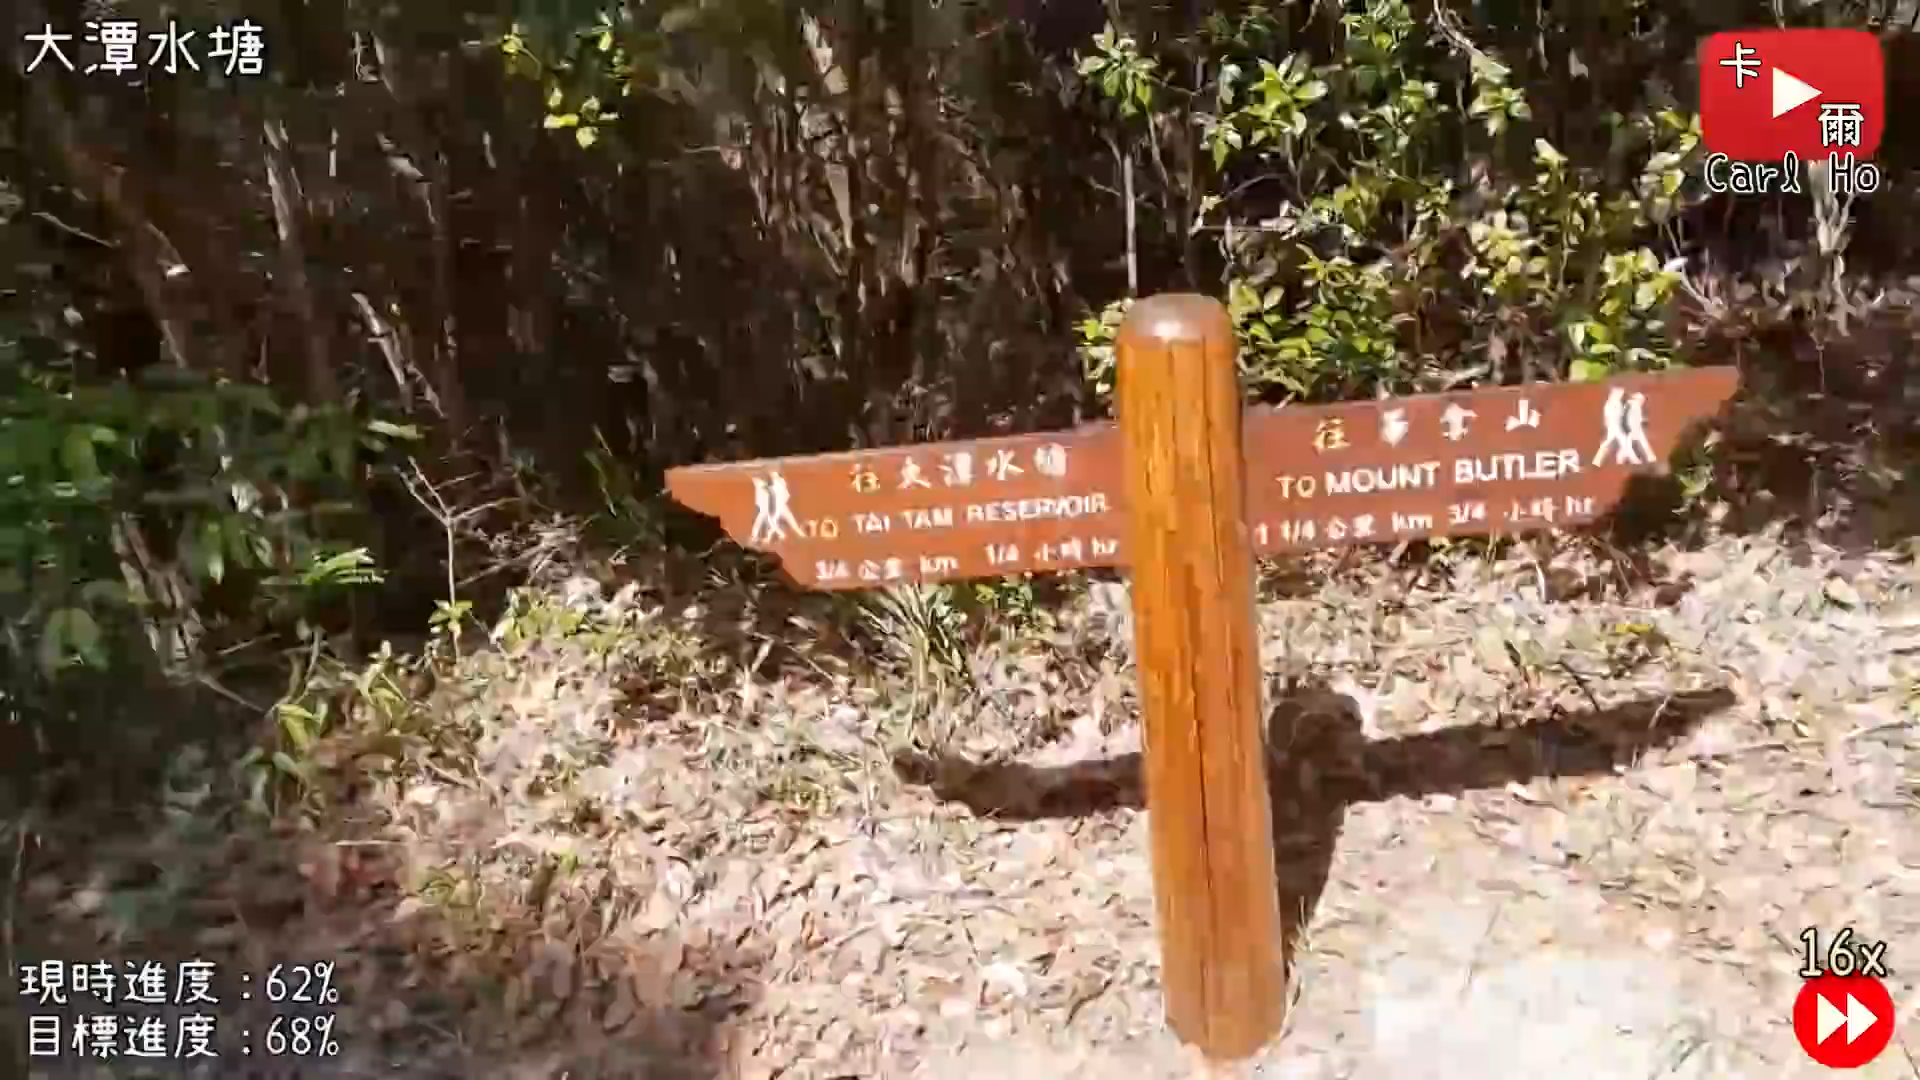 大潭水塘
卡
爾
Carl Ho
往大潭水塘
TO TAI TAM RESERVOIR
3/4 公里 km 1/4 小時 hr
往 山
TO MOUNT BUTLER
1 1/4 公里 km 3/4 小時 hr
現時進度：62%
目標進度：68%
16x